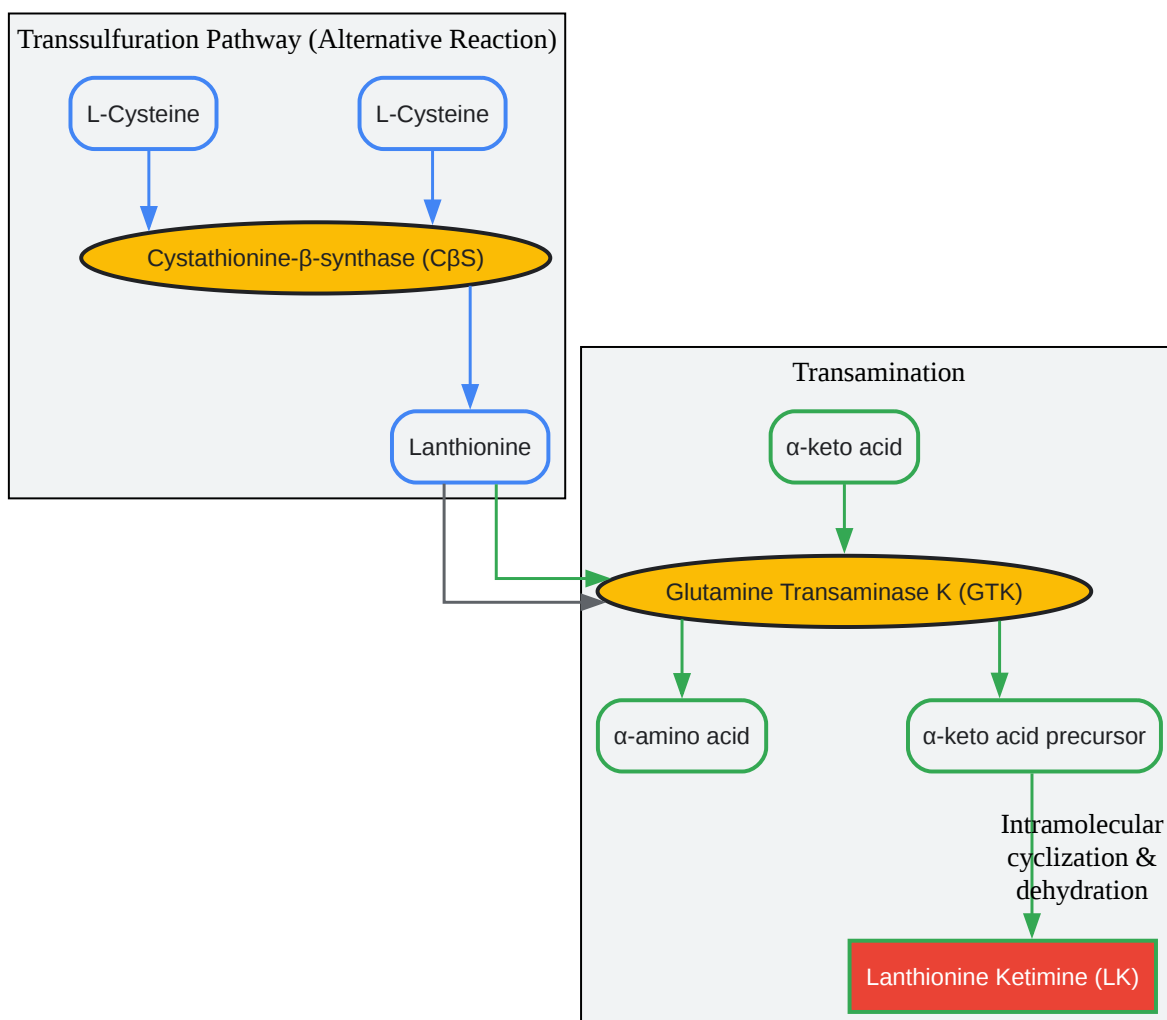 Transsulfuration Pathway (Alternative Reaction)
L-Cysteine
L-Cysteine
Cystathionine-β-synthase (CβS)
Lanthionine
Transamination
α-keto acid
Glutamine Transaminase K (GTK)
α-amino acid
α-keto acid precursor
Intramolecular
cyclization &
dehydration
Lanthionine Ketimine (LK)